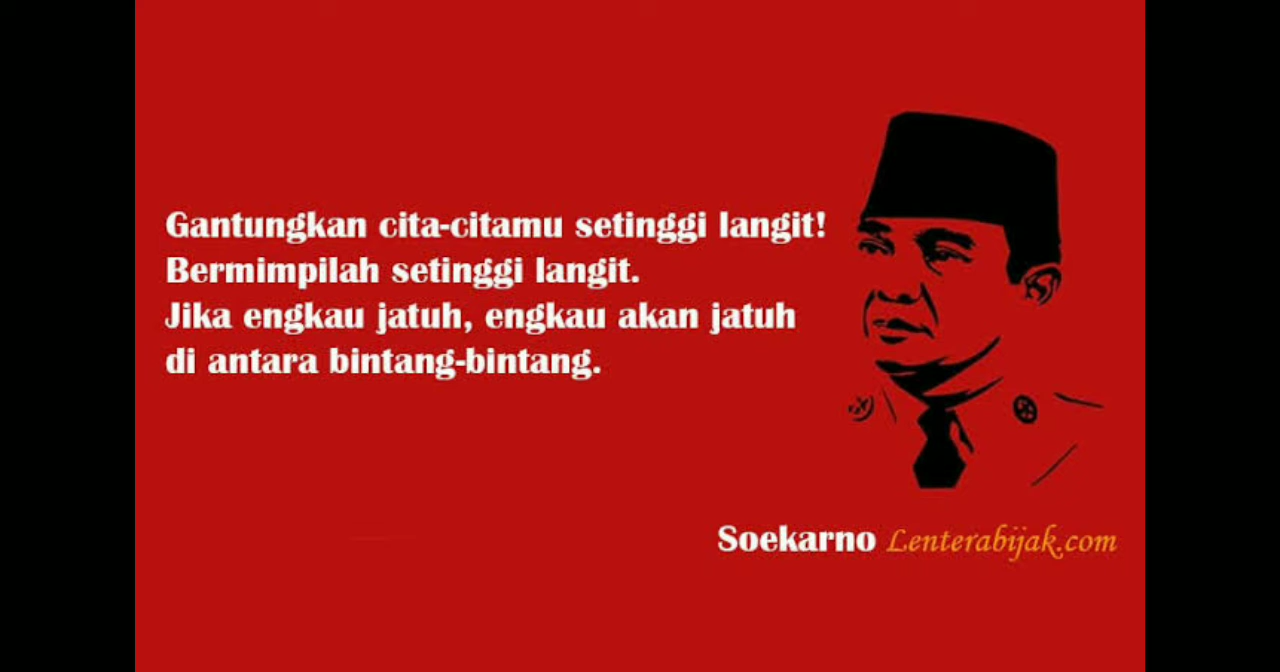 Gantungkan cita-citamu setinggi langit!
Bermimpilah setinggi langit.
Jika engkau jatuh, engkau akan jatuh
di antara bintang-bintang.
Soekarno Lenterabijak.com